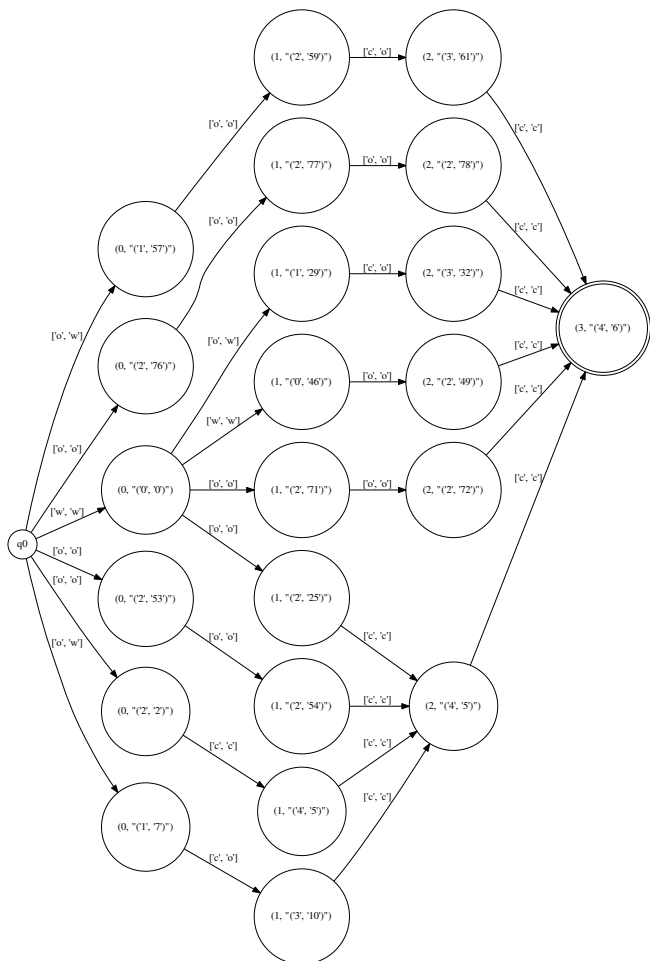 (1, "('2', '59')")
['c', 'o']
(2, "('3', '61')")
['o', 'o']
['c', 'c']
(1, "('2', '77')")
['o', 'o']
(2, "('2', '78')")
(0, "('1', '57')")
['o', 'o']
['c', 'c']
(1, "('1', '29')")
['c', 'o']
(2, "('3', '32')")
['c', 'c']
['o', 'w']
(3, "('4', '6')")
(0, "('2', '76')")
['o', 'w']
['c', 'c']
(1, "('0', '46')")
['o', 'o']
(2, "('2', '49')")
['c', 'c']
['o', 'o']
['w', 'w']
(0, "('0', '0')")
['o', 'o']
(1, "('2', '71')")
['o', 'o']
(2, "('2', '72')")
['c', 'c']
['w', 'w']
['o', 'o']
q0
['o', 'o']
['o', 'o']
(0, "('2', '53')")
(1, "('2', '25')")
['o', 'w']
['o', 'o']
['c', 'c']
(0, "('2', '2')")
(1, "('2', '54')")
['c', 'c']
(2, "('4', '5')")
['c', 'c']
['c', 'c']
(1, "('4', '5')")
['c', 'c']
(0, "('1', '7')")
['c', 'o']
(1, "('3', '10')")